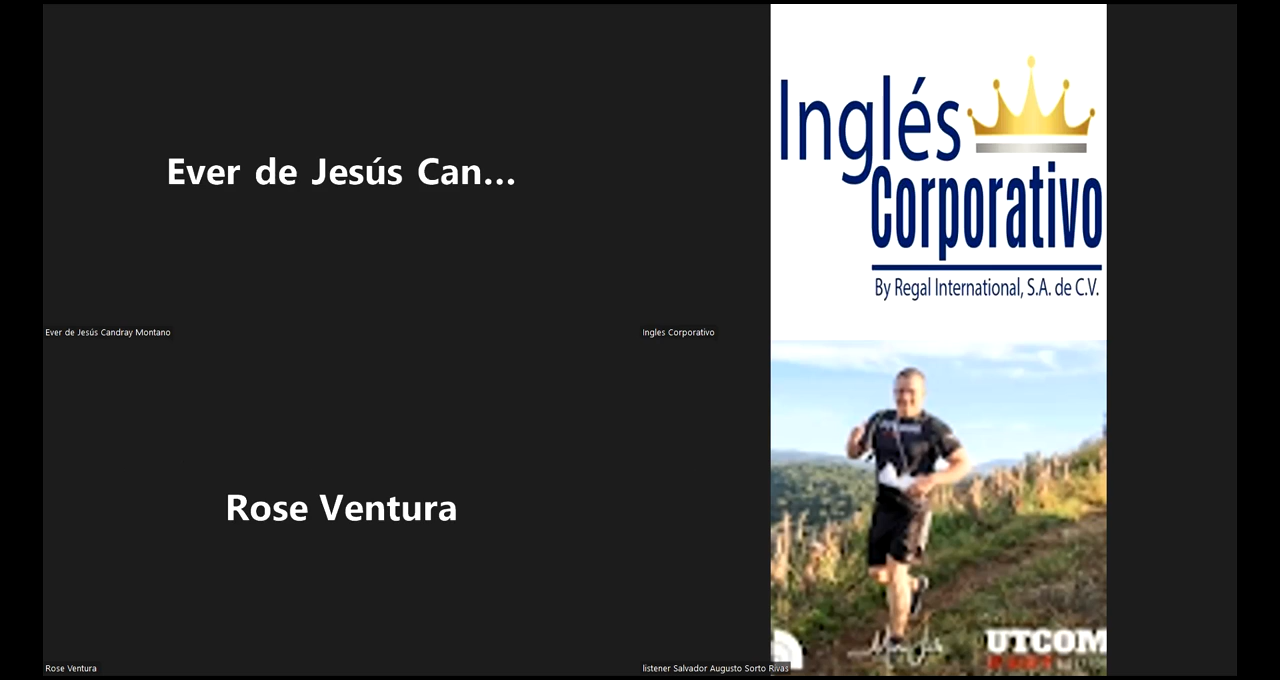 Ever de Jesús Can...
Ever de Jesús Candray Montano
Inglés
Corporativo
By Regal International, S.A. de C.V.
Ingles Corporativo
Rose Ventura
Rose Ventura
UTCOM
listener Salvador Augusto Sorto Rivas